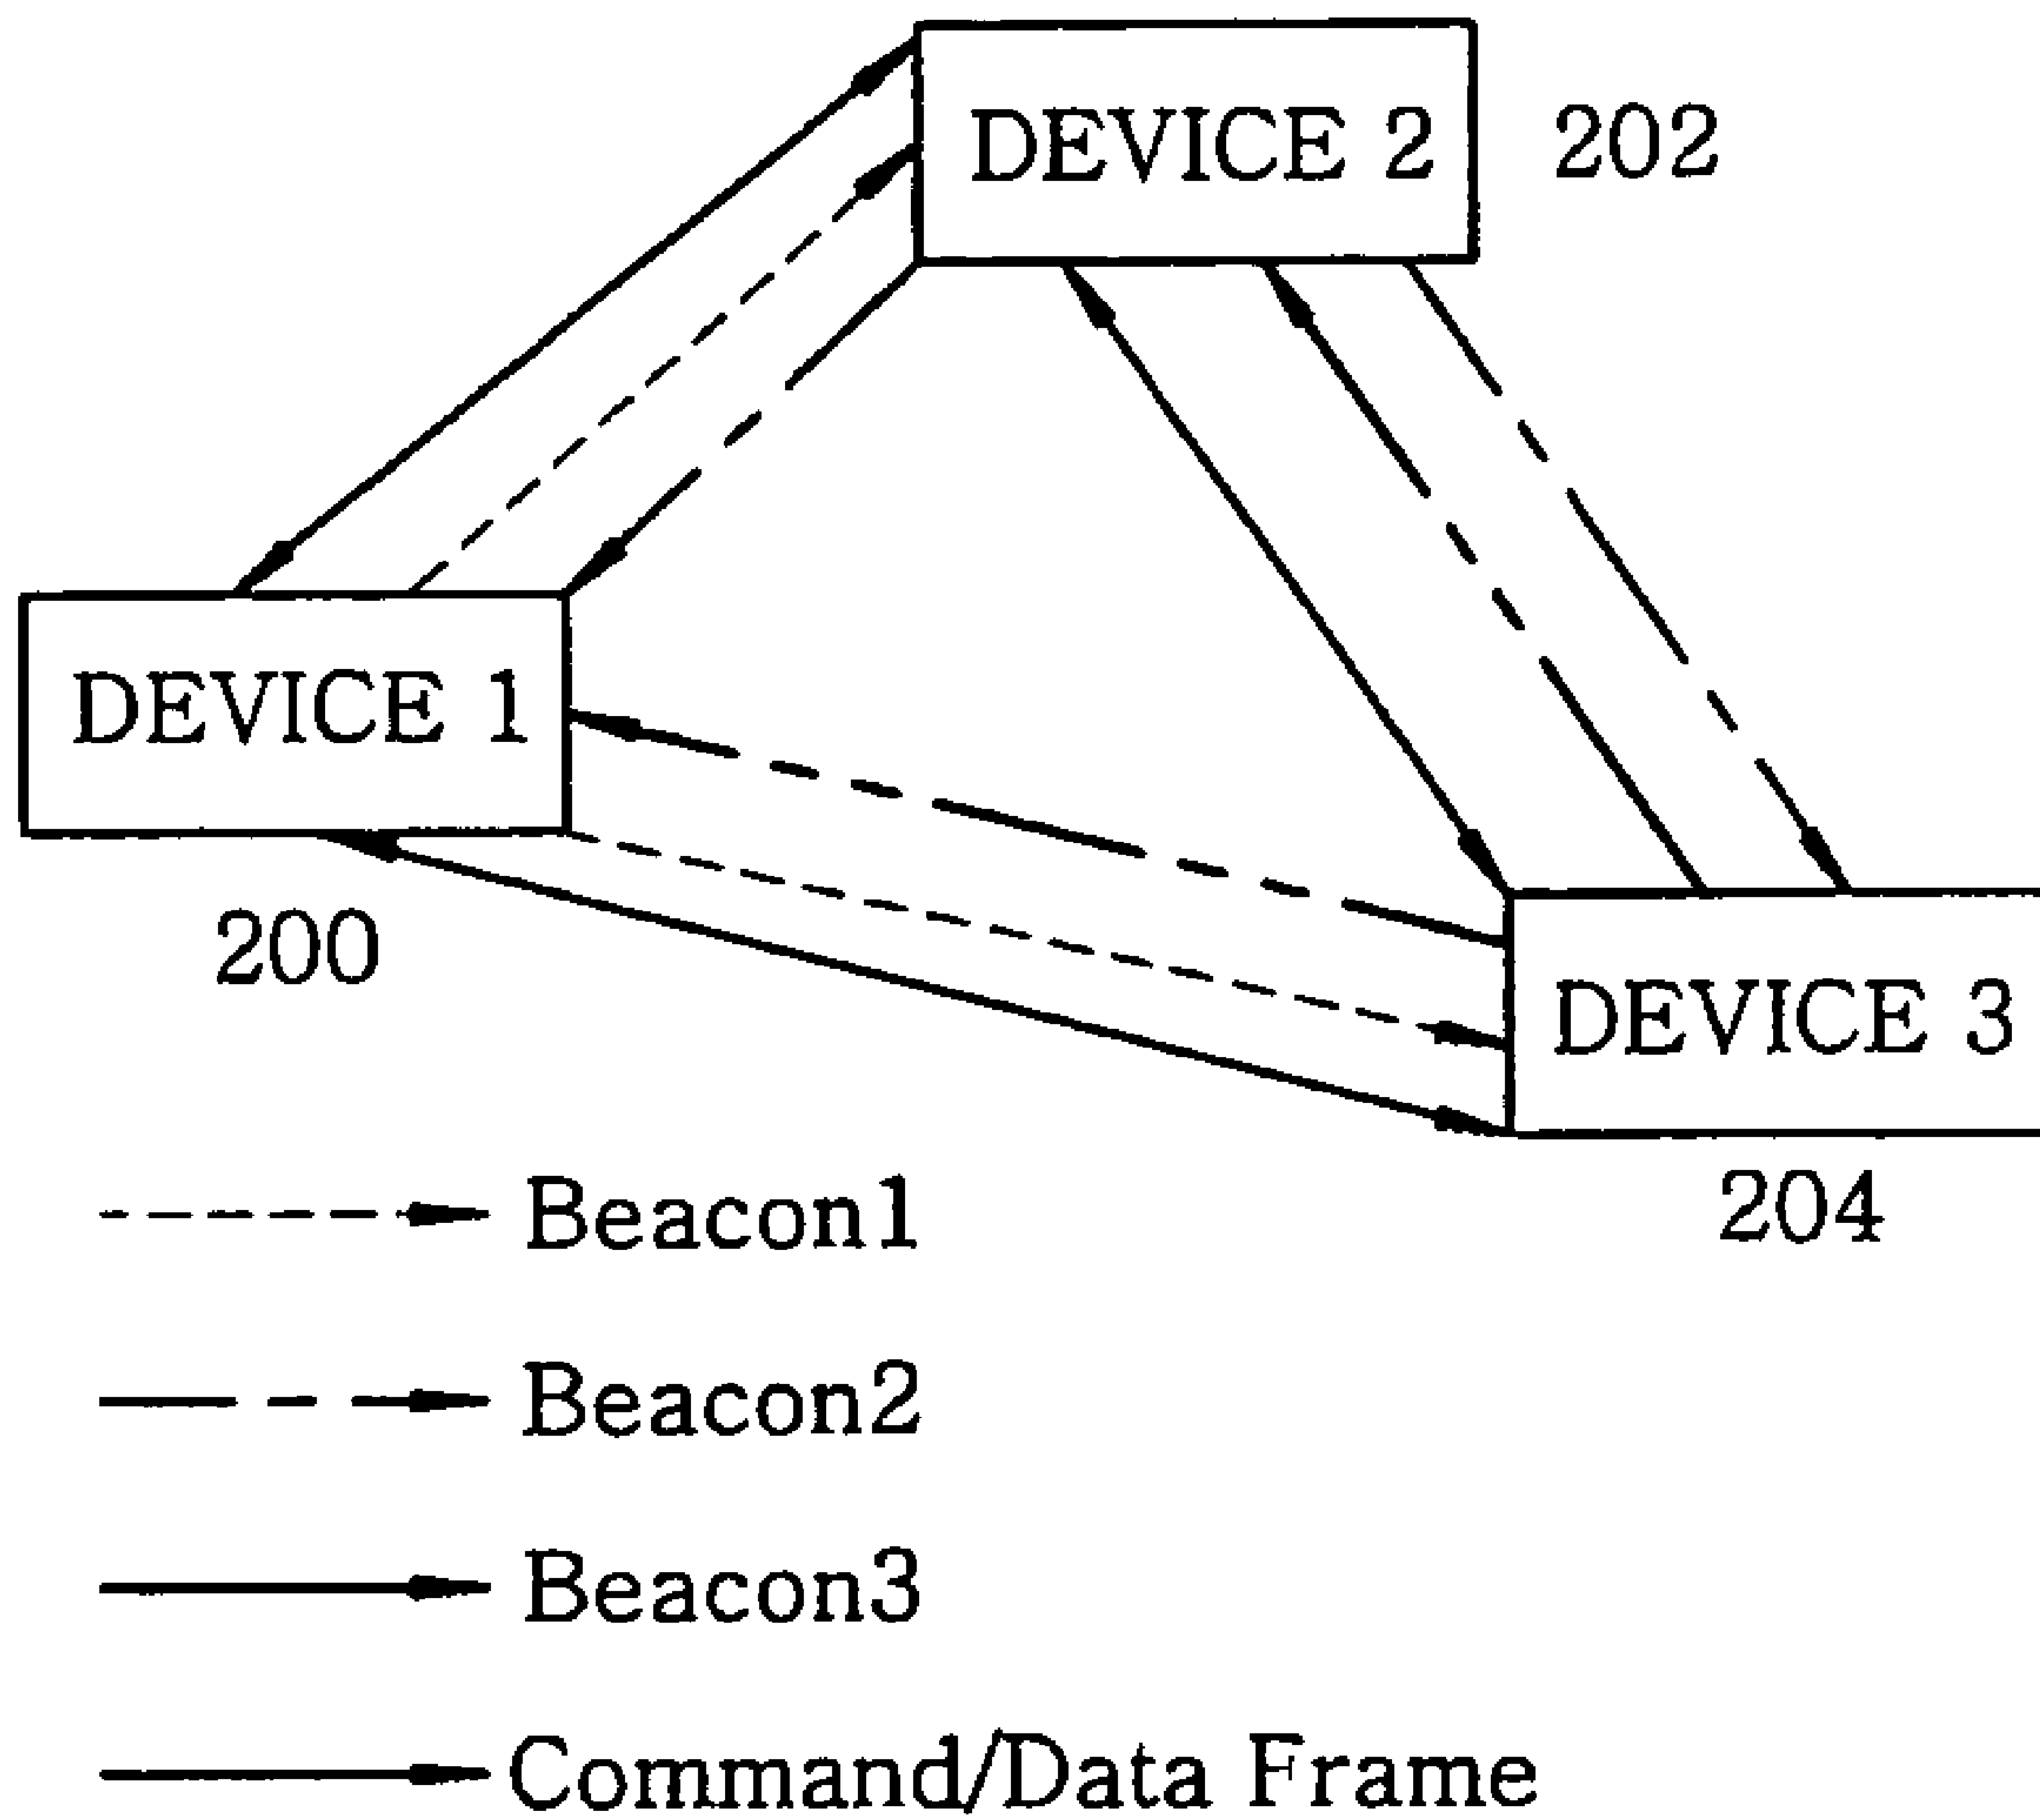 DEVICE 2
202
DEVICE 1
200
DEVICE 3
204
Beacon1
Beacon2
Beacon3
Command/Data Frame